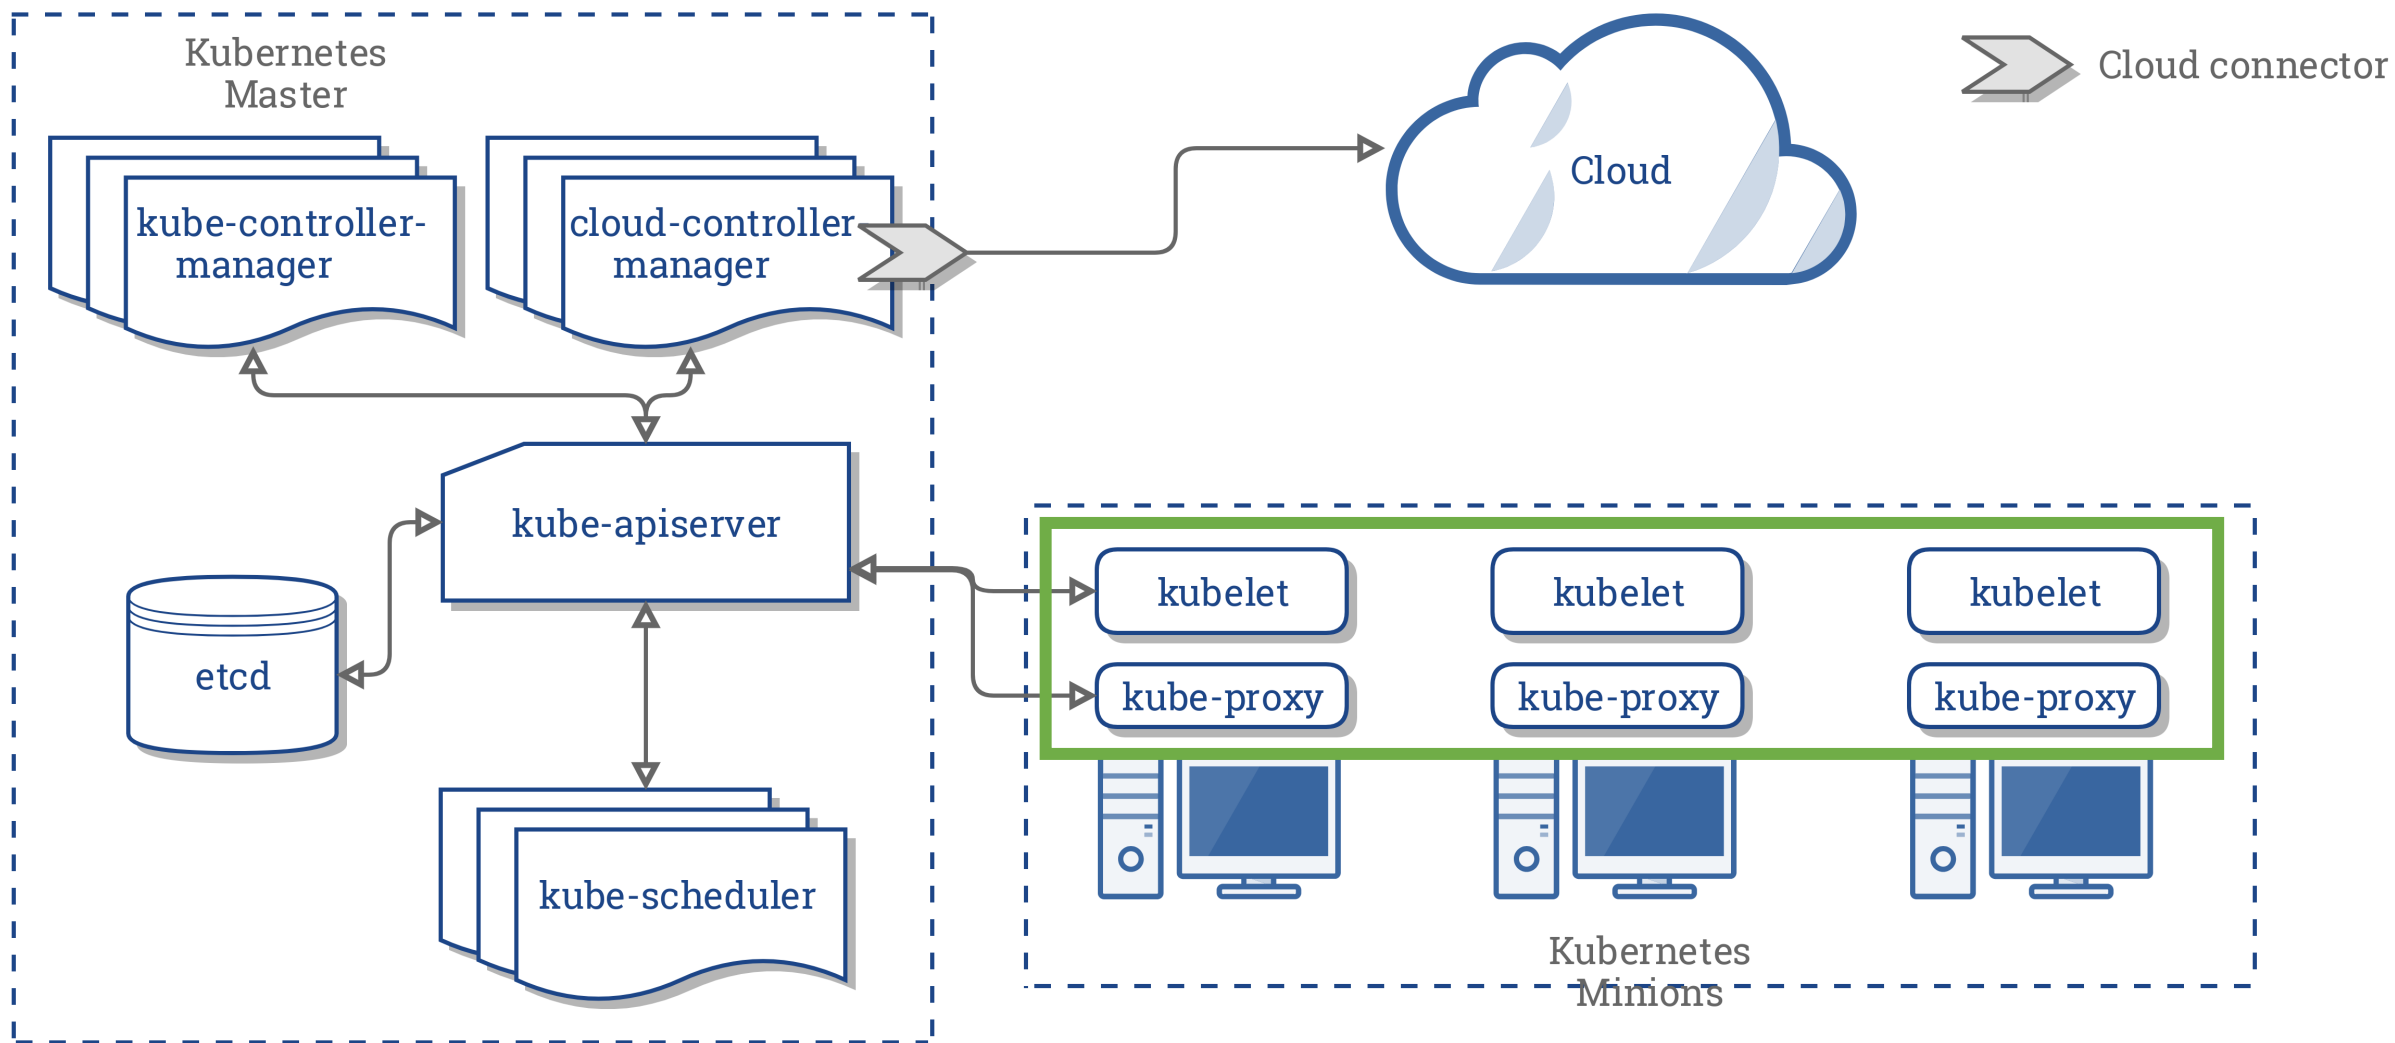 Kubernetes
Master
kube-controller-
manager
cloud-controller
manager
Cloud
Cloud connector
kube-apiserver
etcd
kube-scheduler
kubelet
kubelet
kubelet
kube-proxy
kube-proxy
kube-proxy
Kubernetes
Minions